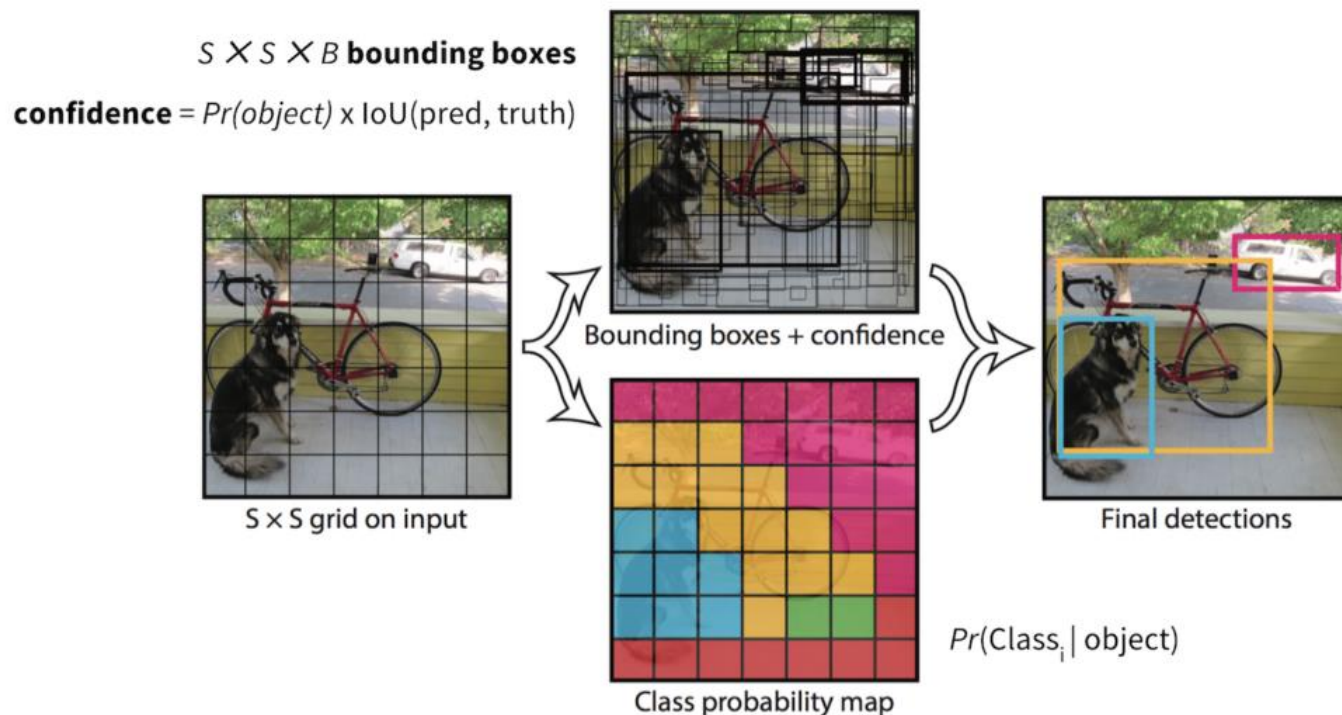 S × S × B bounding boxes
confidence = Pr(object) x IoU(pred, truth)
Bounding boxes + confidence
S × S grid on input
Final detections
Pr(Classi | object)
Class probability map